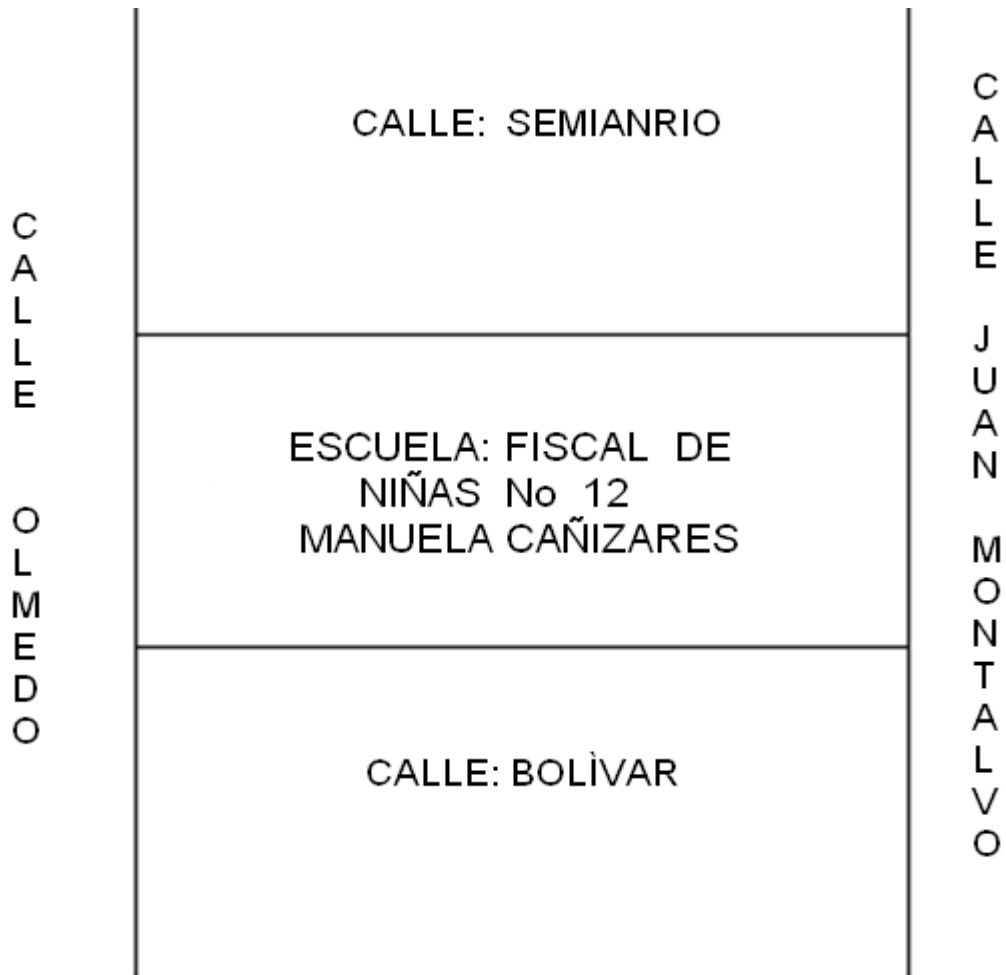 CALLE: SEMIANRIO
CALLE OLMEDO
ESCUELA: FISCAL DE
NIÑAS No 12
MANUELA CAÑIZARES
CALLE JUAN MONTALVO
CALLE: BOLÌVAR